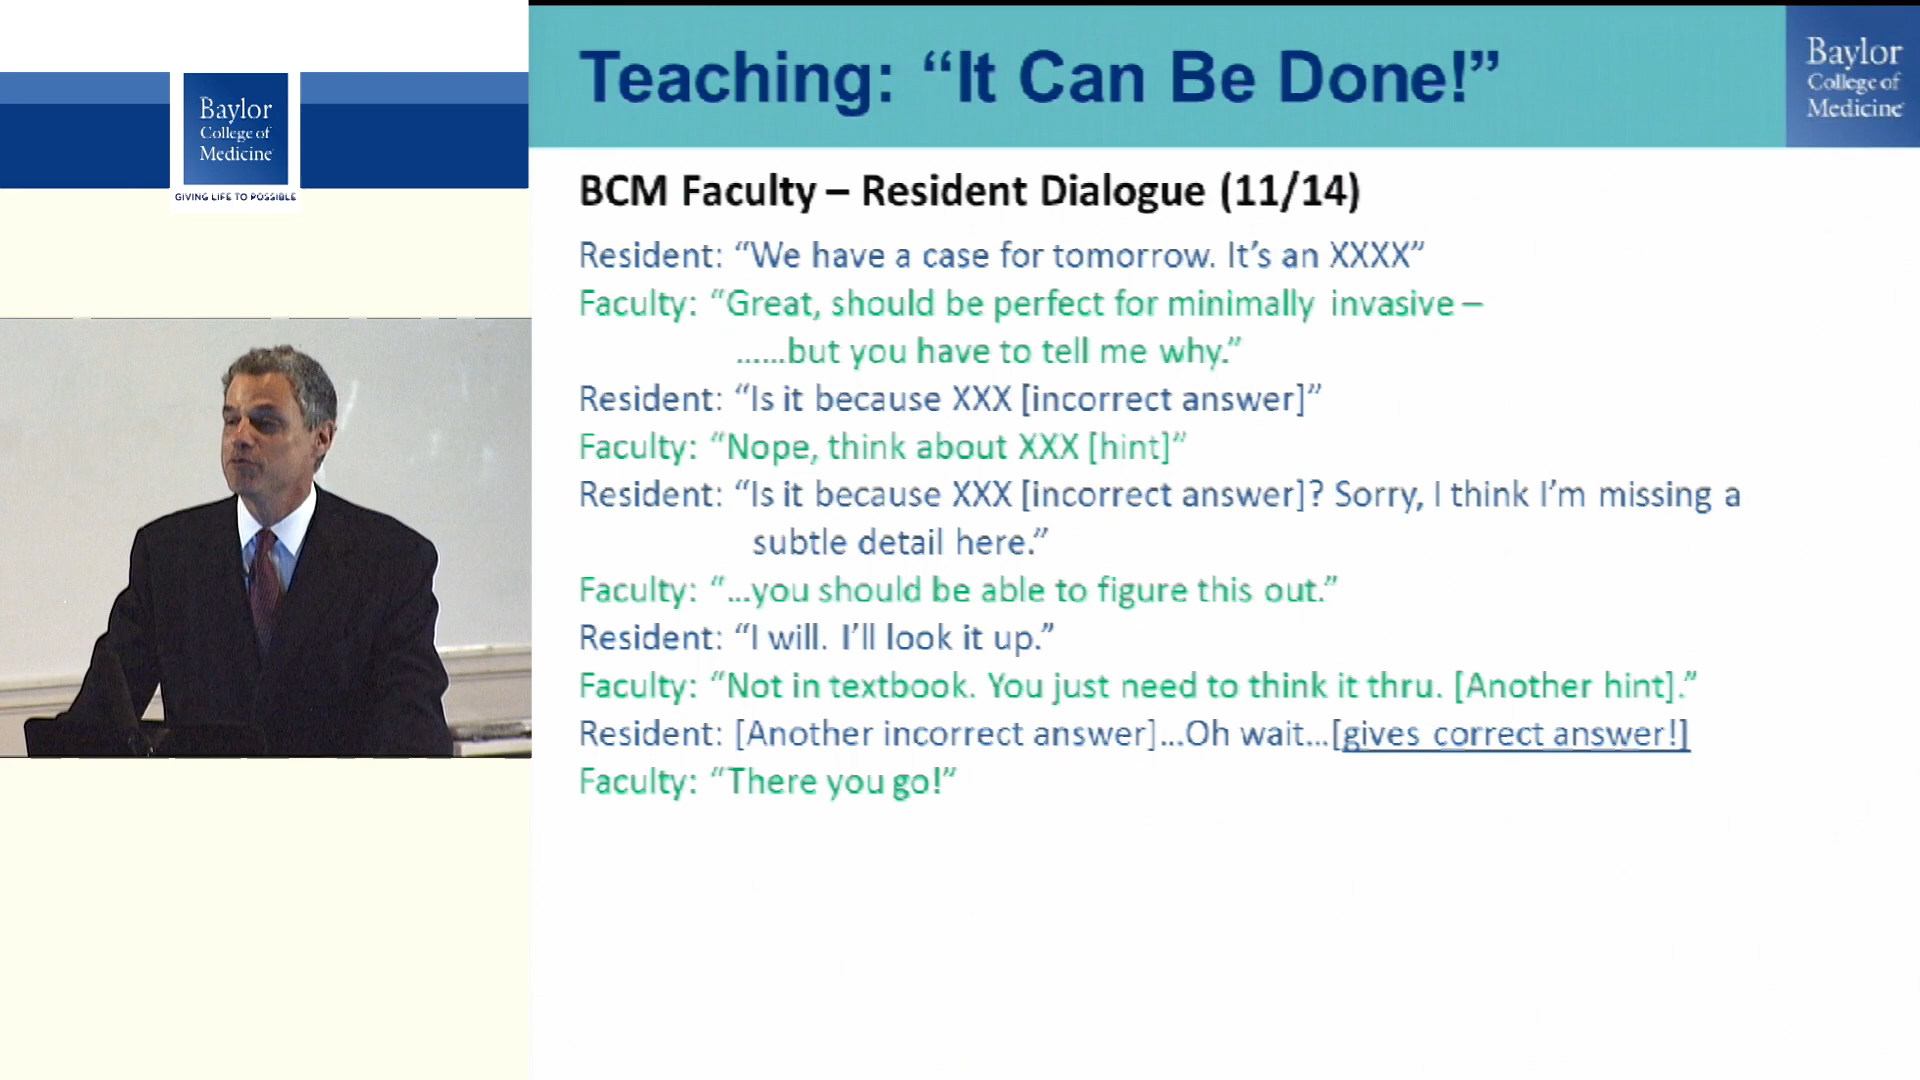 Baylor
College of
Medicine
GIVING LIFE TO POSSIBLE
Teaching: “It Can Be Done!”
Baylor
College of
Medicine
BCM Faculty – Resident Dialogue (11/14)
Resident: “We have a case for tomorrow. It’s an XXXX”
Faculty: “Great, should be perfect for minimally invasive –
......but you have to tell me why.”
Resident: “Is it because XXX [incorrect answer]”
Faculty: “Nope, think about XXX [hint]”
Resident: “Is it because XXX [incorrect answer]? Sorry, I think I’m missing a
subtle detail here.”
Faculty: “...you should be able to figure this out.”
Resident: “I will. I’ll look it up.”
Faculty: “Not in textbook. You just need to think it thru. [Another hint].”
Resident: [Another incorrect answer]...Oh wait...[gives correct answer!]
Faculty: “There you go!”